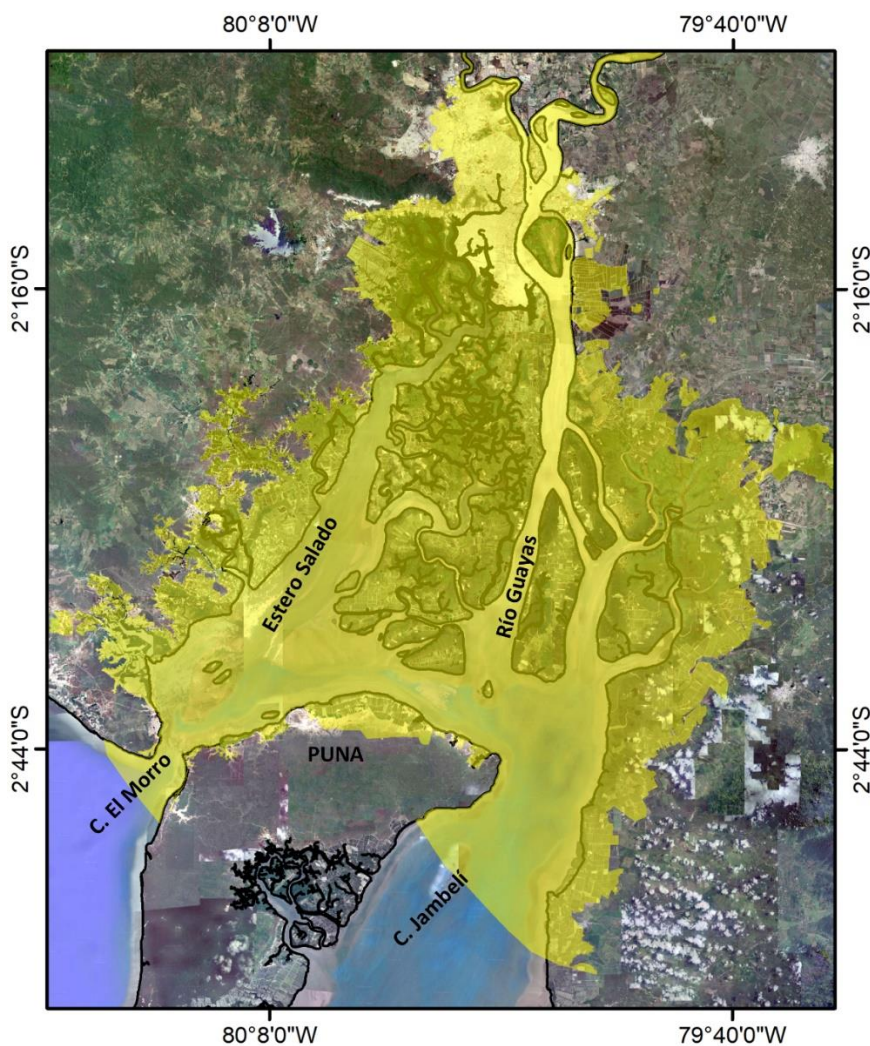 80°8'0"W
79°40'0"W
2°16'0"S
2°16'0"S
Estero Salado
Río Guayas
2°44'0"S
2°44'0"S
PUNA
C. El Morro
C. Jambelí
80°8'0"W
79°40'0"W